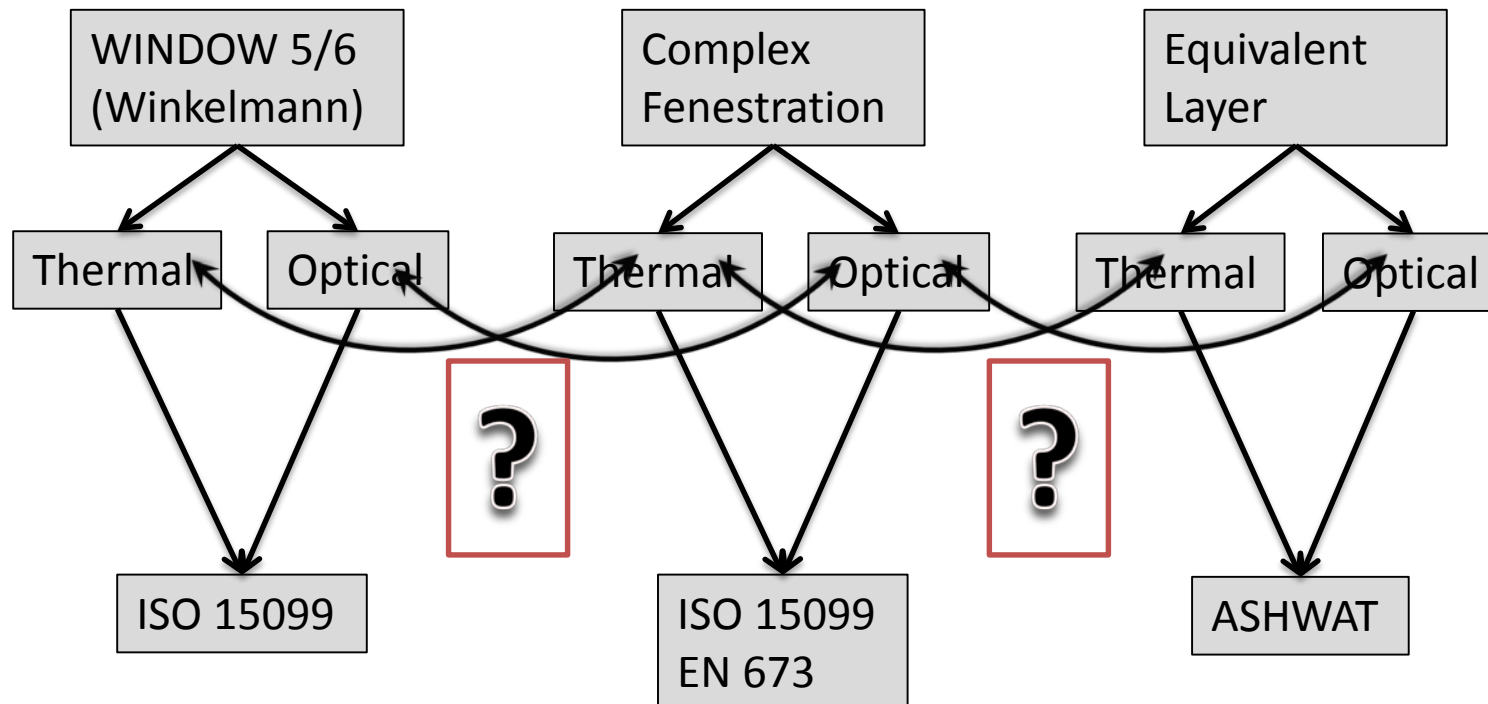 WINDOW 5/6
(Winkelmann)
Complex
Fenestration
Equivalent
Layer
Thermal
Optical
Thermal
Optical
Thermal
Optical
?
?
ISO 15099
ISO 15099
EN 673
ASHWAT